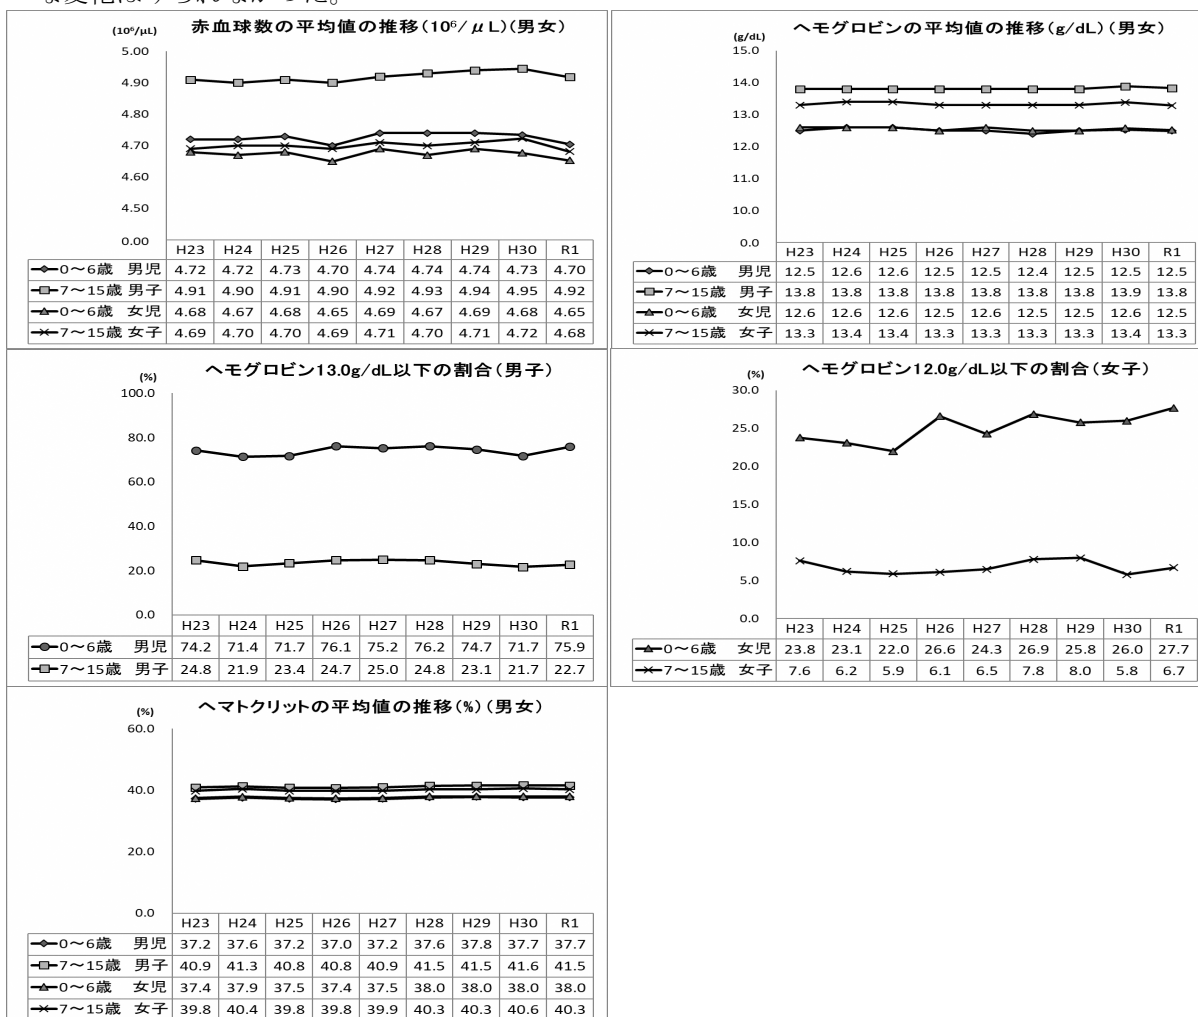 赤血球数の平均値の推移(10⁶/μL)(男女)
(10⁶/μL)
5.00
4.90
4.80
4.70
4.60
4.50
0.00
H23 H24 H25 H26 H27 H28 H29 H30 R1
0～6歳 男児 4.72 4.72 4.73 4.70 4.74 4.74 4.74 4.73 4.70
7～15歳 男子 4.91 4.90 4.91 4.90 4.92 4.93 4.94 4.95 4.92
0～6歳 女児 4.68 4.67 4.68 4.65 4.69 4.67 4.69 4.68 4.65
7～15歳 女子 4.69 4.70 4.70 4.69 4.71 4.70 4.71 4.72 4.68
ヘモグロビンの平均値の推移(g/dL)(男女)
(g/dL)
15.0
14.0
13.0
12.0
11.0
10.0
0.0
H23 H24 H25 H26 H27 H28 H29 H30 R1
0～6歳 男児 12.5 12.6 12.6 12.5 12.5 12.4 12.5 12.5 12.5
7～15歳 男子 13.8 13.8 13.8 13.8 13.8 13.8 13.8 13.9 13.8
0～6歳 女児 12.6 12.6 12.6 12.5 12.6 12.5 12.5 12.6 12.5
7～15歳 女子 13.3 13.4 13.4 13.3 13.3 13.3 13.3 13.4 13.3
ヘモグロビン13.0g/dL以下の割合(男子)
(%)
100.0
80.0
60.0
40.0
20.0
0.0
H23 H24 H25 H26 H27 H28 H29 H30 R1
0～6歳 男児 74.2 71.4 71.7 76.1 75.2 76.2 74.7 71.7 75.9
7～15歳 男子 24.8 21.9 23.4 24.7 25.0 24.8 23.1 21.7 22.7
ヘモグロビン12.0g/dL以下の割合(女子)
(%)
30.0
25.0
20.0
15.0
10.0
5.0
0.0
H23 H24 H25 H26 H27 H28 H29 H30 R1
0～6歳 女児 23.8 23.1 22.0 26.6 24.3 26.9 25.8 26.0 27.7
7～15歳 女子 7.6 6.2 5.9 6.1 6.5 7.8 8.0 5.8 6.7
ヘマトクリットの平均値の推移(%)(男女)
(%)
60.0
40.0
20.0
0.0
H23 H24 H25 H26 H27 H28 H29 H30 R1
0～6歳 男児 37.2 37.6 37.2 37.0 37.2 37.6 37.8 37.7 37.7
7～15歳 男子 40.9 41.3 40.8 40.8 40.9 41.5 41.5 41.6 41.5
0～6歳 女児 37.4 37.9 37.5 37.4 37.5 38.0 38.0 38.0 38.0
7～15歳 女子 39.8 40.4 39.8 39.8 39.9 40.3 40.3 40.6 40.3